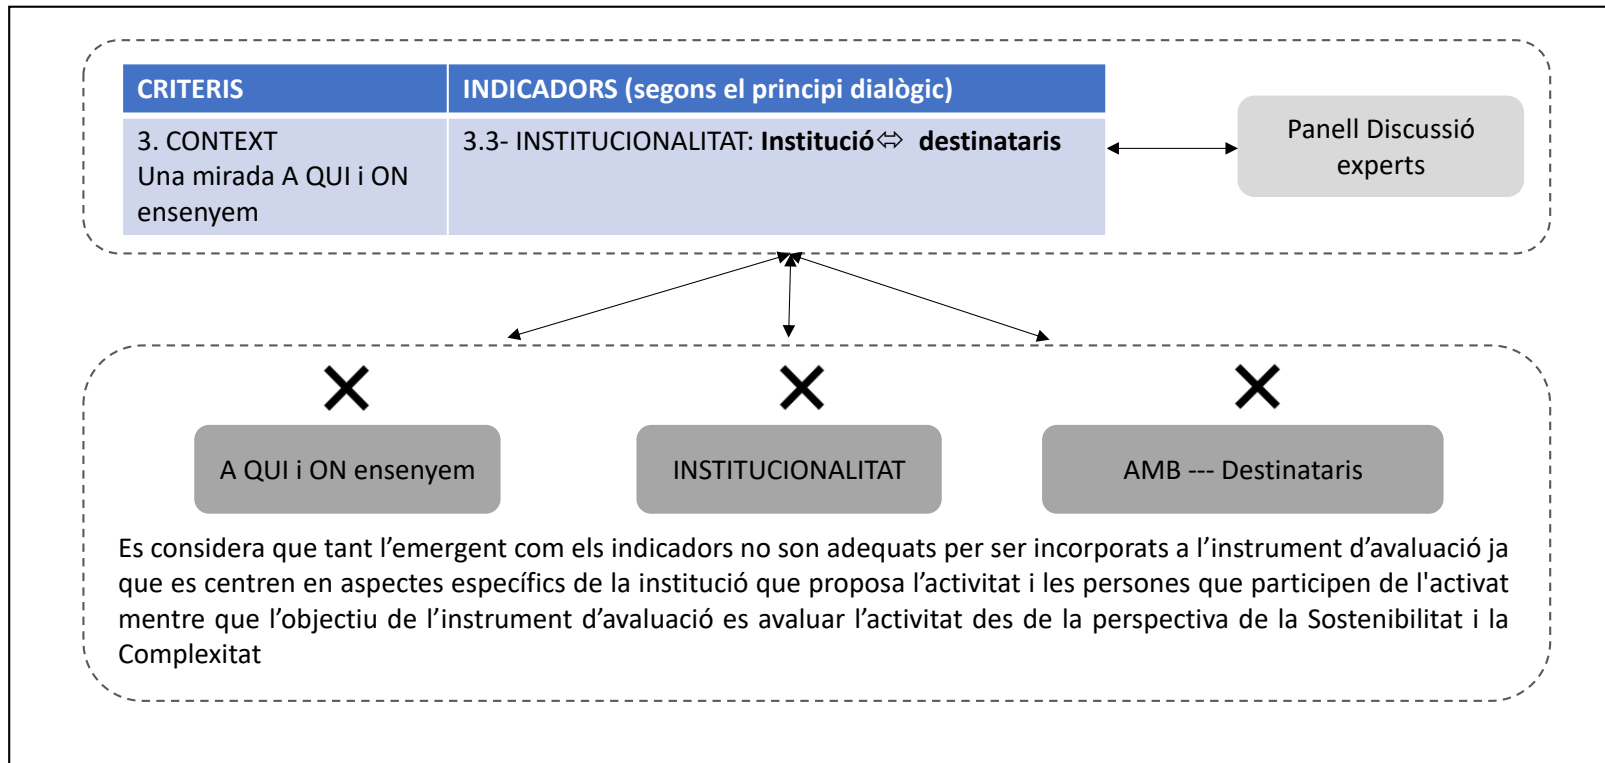 CRITERIS
INDICADORS (segons el principi dialògic)
3. CONTEXT
Una mirada A QUI i ON
ensenyem
3.3- INSTITUCIONALITAT: Institució⬄ destinataris
Panell Discussió
experts
A QUI i ON ensenyem
INSTITUCIONALITAT
AMB --- Destinataris
Es considera que tant l’emergent com els indicadors no son adequats per ser incorporats a l’instrument d’avaluació ja
que es centren en aspectes específics de la institució que proposa l’activitat i les persones que participen de l'activat
mentre que l’objectiu de l’instrument d’avaluació es avaluar l’activitat des de la perspectiva de la Sostenibilitat i la
Complexitat